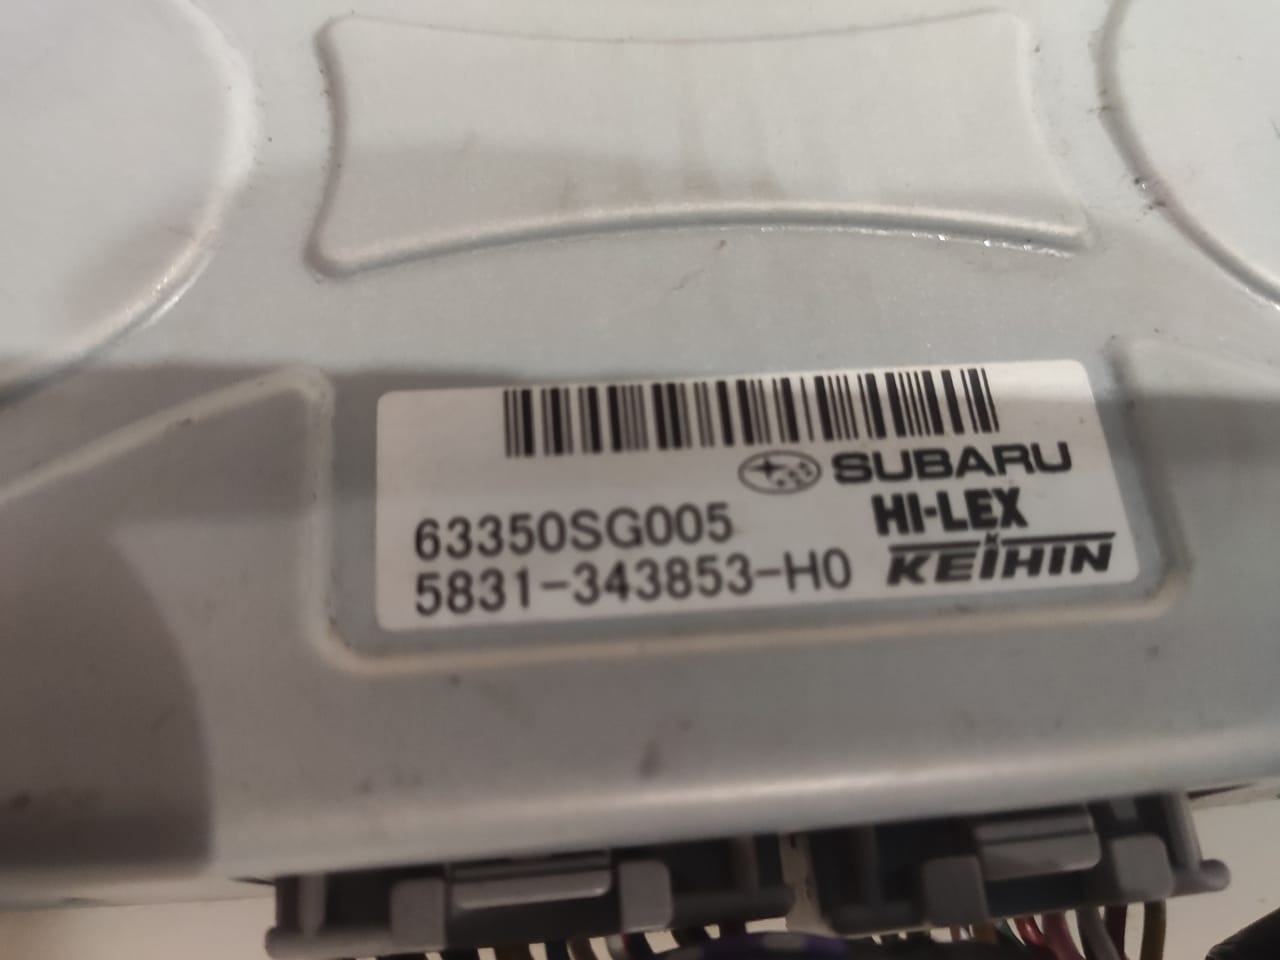 SUBARU
63350SG005
HI-LEX
5831-343853-H0
KEIHIN